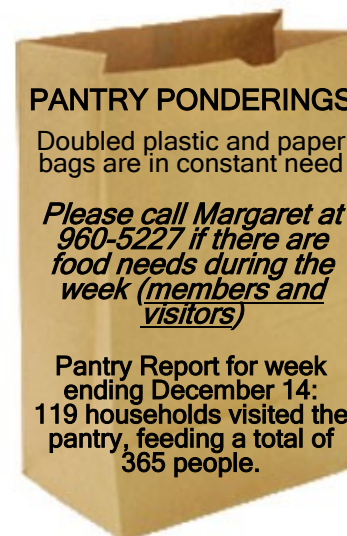 PANTRY PONDERINGS
Doubled plastic and paper
bags are in constant need
Please call Margaret at
960-5227 if there are
food needs during the
week (members and
visitors)
Pantry Report for week
ending December 14:
119 households visited the
pantry, feeding a total of
365 people.